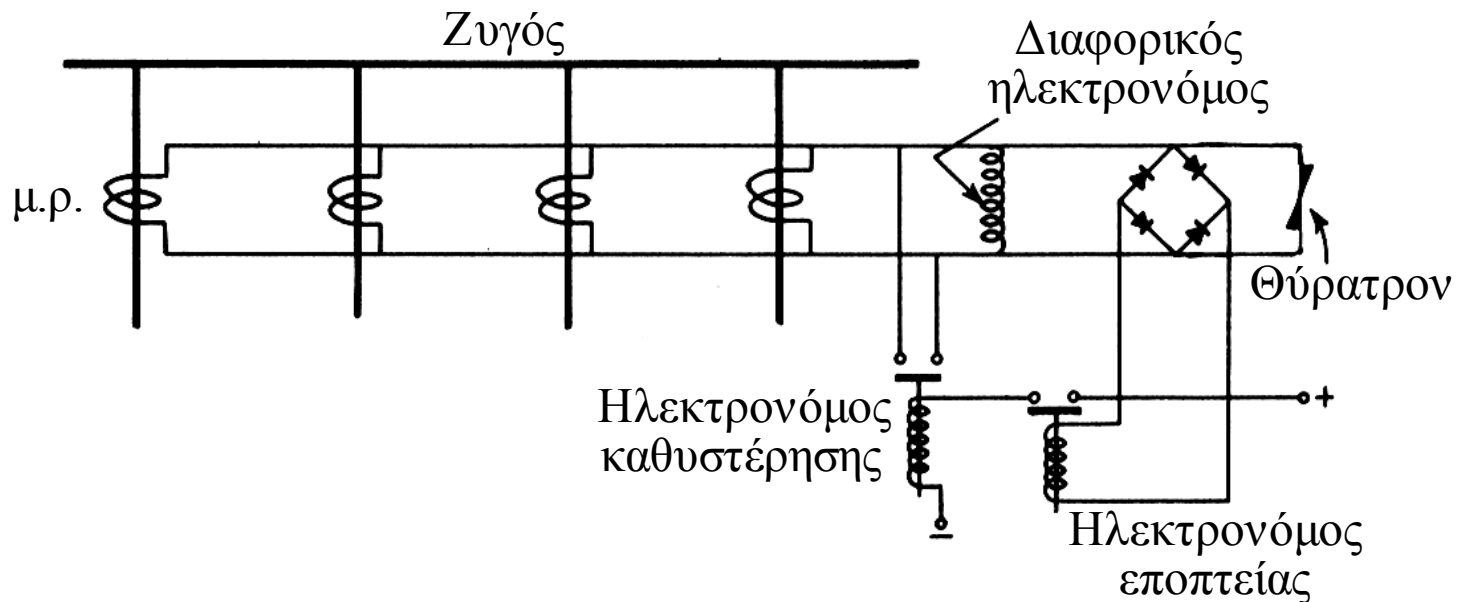 Ζυγός
Διαφορικός
ηλεκτρονόμος
μ.ρ.
Θύρατρον
Ηλεκτρονόμος
καθυστέρησης
+
−
Ηλεκτρονόμος
εποπτείας